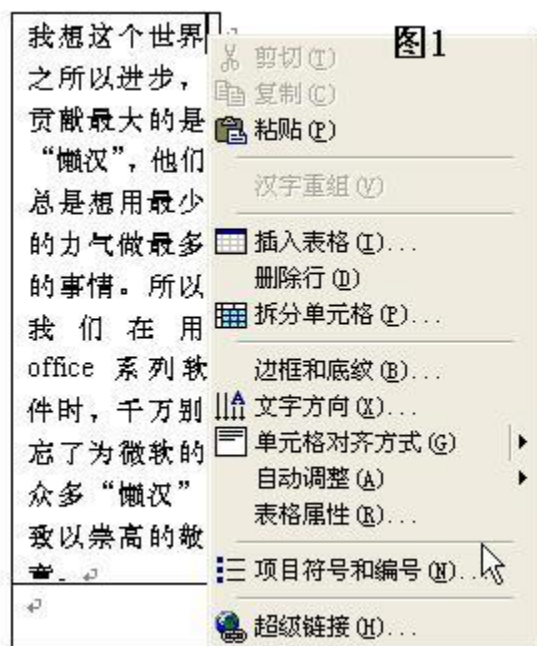 我想这个世界
之所以进步，
贡献最大的是
“懒汉”，他们
总是想用最少
的力气做最多
的事情。所以
我们在用
office 系列软
件时，千万别
忘了为微软的
众多“懒汉”
致以崇高的敬
意。
图1
剪切(T)
复制(C)
粘贴(P)
汉字重组(V)
插入表格(I)...
删除行(D)
拆分单元格(P)...
边框和底纹(B)...
文字方向(X)...
单元格对齐方式(G)
自动调整(A)
表格属性(R)...
项目符号和编号(N)...
超级链接(H)...